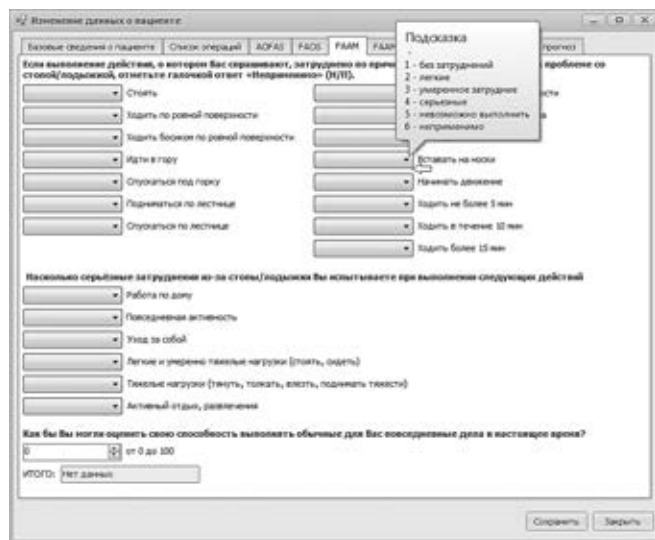 Изменение данных о пациенте
Базовые сведения о пациенте
Список операций
AOFAS
FAOS
FAAM
FAAM
прогноз
Подсказка
1 - без затруднений
2 - легкие
3 - умеренное затрудние
4 - серьезные
5 - невозможно выполнить
6 - неприменимо
Если выполнение действия, о котором Вас спрашивают, затруднено по
проблеме со
стопой/лодыжкой, отметьте галочкой ответ «Неприменимо» (Н/П).
Стоять
Ходить по ровной поверхности
Ходить босиком по ровной поверхности
Идти в гору
Вставать на носки
Спускаться под горку
Начинать движение
Подниматься по лестнице
Ходить не более 5 мин
Спускаться по лестнице
Ходить в течение 10 мин
Ходить более 15 мин
Насколько серьёзные затруднения из-за стопы/лодыжки Вы испытываете при выполнении следующих действий
Работа по дому
Повседневная активность
Уход за собой
Легкие и умеренно тяжелые нагрузки (стоять, сидеть)
Тяжелые нагрузки (тянуть, толкать, влезть, поднимать тяжести)
Активный отдых, развлечения
Как бы Вы могли оценить свою способность выполнять обычные для Вас повседневные дела в настоящее время?
0 от 0 до 100
ИТОГО: Нет данных
Сохранить
Закрыть